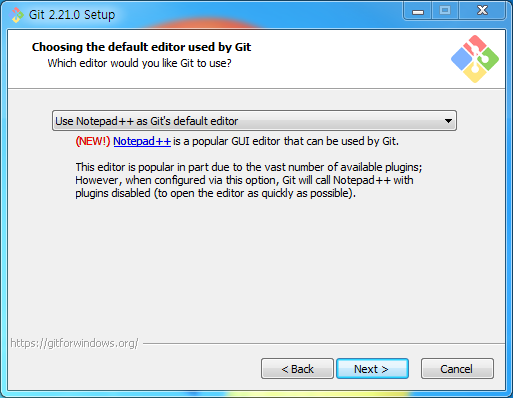 Git 2.21.0 Setup
Choosing the default editor used by Git
Which editor would you like Git to use?
Use Notepad++ as Git's default editor
(NEW!) Notepad++ is a popular GUI editor that can be used by Git.
This editor is popular in part due to the vast number of available plugins;
However, when configured via this option, Git will call Notepad++ with
plugins disabled (to open the editor as quickly as possible).
https://gitforwindows.org/
< Back
Next >
Cancel